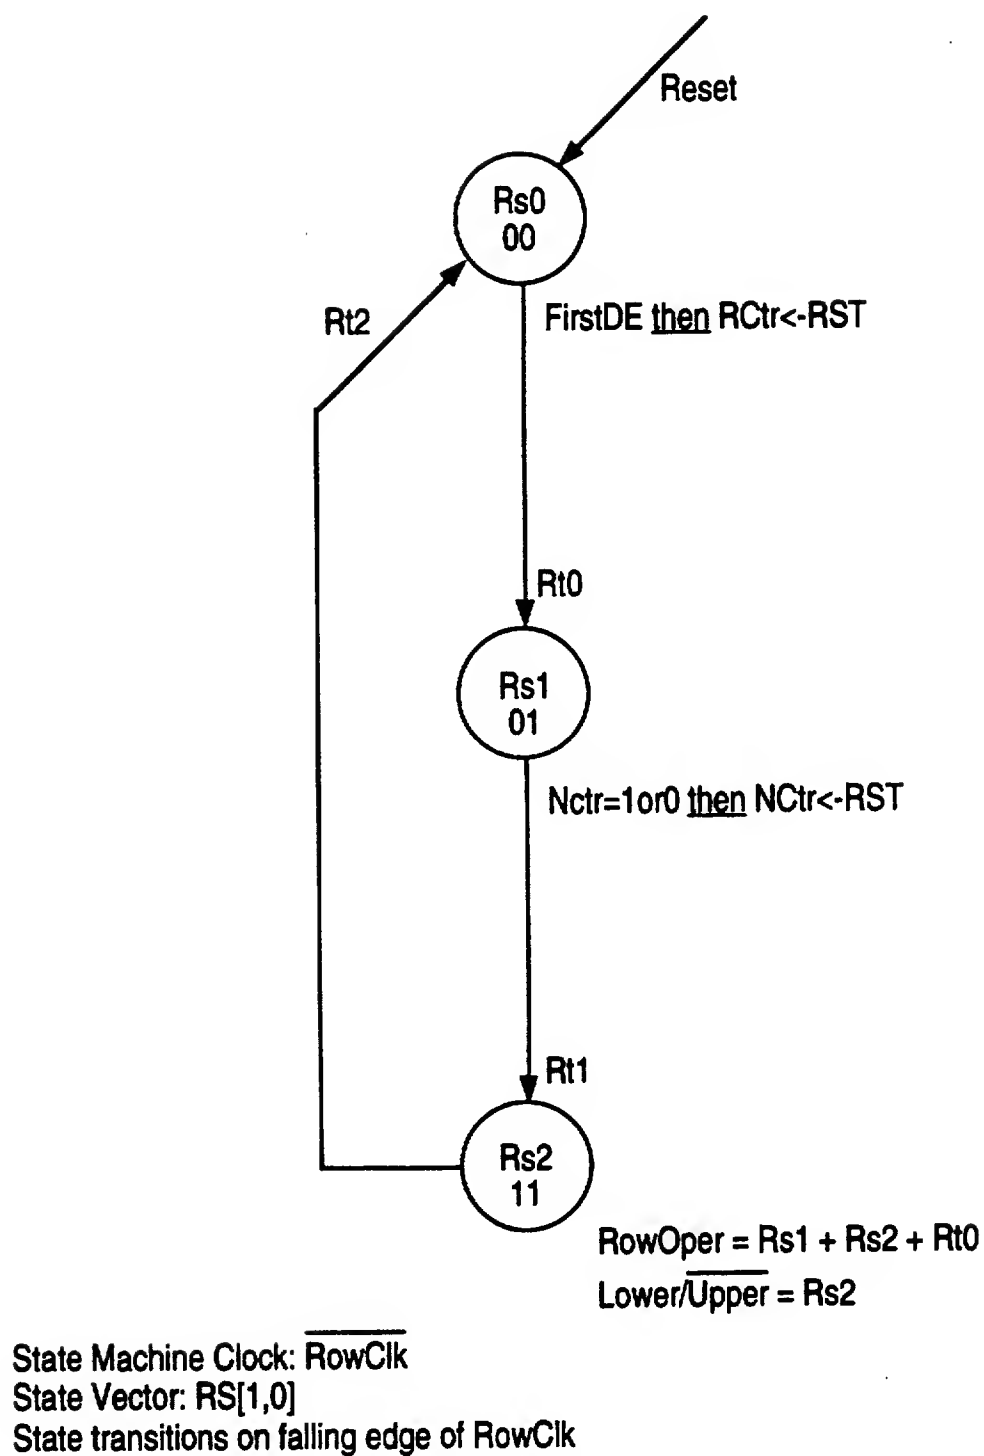 Reset
Rs0
00
Rt2
FirstDE then RCtr<-RST
Rt0
Rs1
01
Nctr=1or0 then NCtr<-RST
Rt1
Rs2
11
RowOper = Rs1 + Rs2 + Rt0
Lower/Upper = Rs2
State Machine Clock: RowClk
State Vector: RS[1,0]
State transitions on falling edge of RowClk